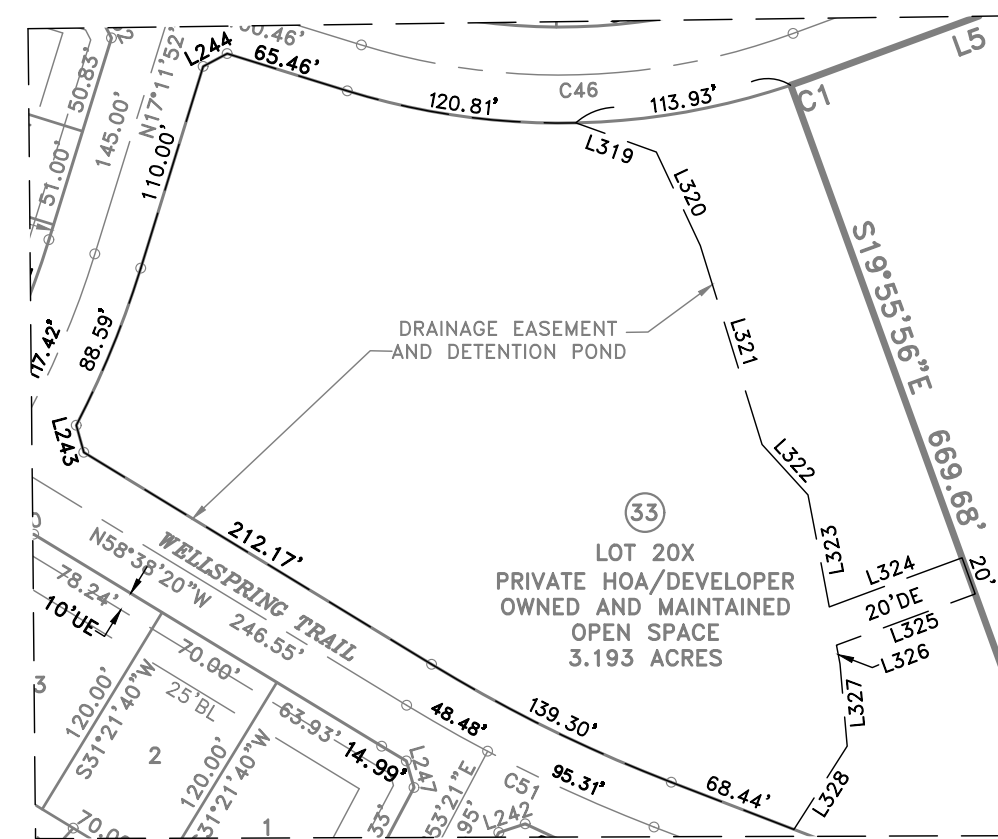 L244
65.46'
C46
120.81'
113.93'
L5
C1
50.83'
N17°11'52"
145.00'
110.00'
51.00'
L319
L320
S19°55'56"E 669.68'
DRAINAGE EASEMENT
AND DETENTION POND
L321
88.59'
L243
L322
33
LOT 20X
PRIVATE HOA/DEVELOPER
OWNED AND MAINTAINED
OPEN SPACE
3.193 ACRES
L323
L324
20'
20'DE
L325
L326
L327
L328
212.17'
WELLSPRING TRAIL
N58°38'20"W
246.55'
78.24'
10'UE
70.00'
25'BL
63.93'
14.99'
48.48'
139.30'
95.31'
68.44'
C51
L247
L242
3
120.00'
S31°21'40"W
2
120.00'
1